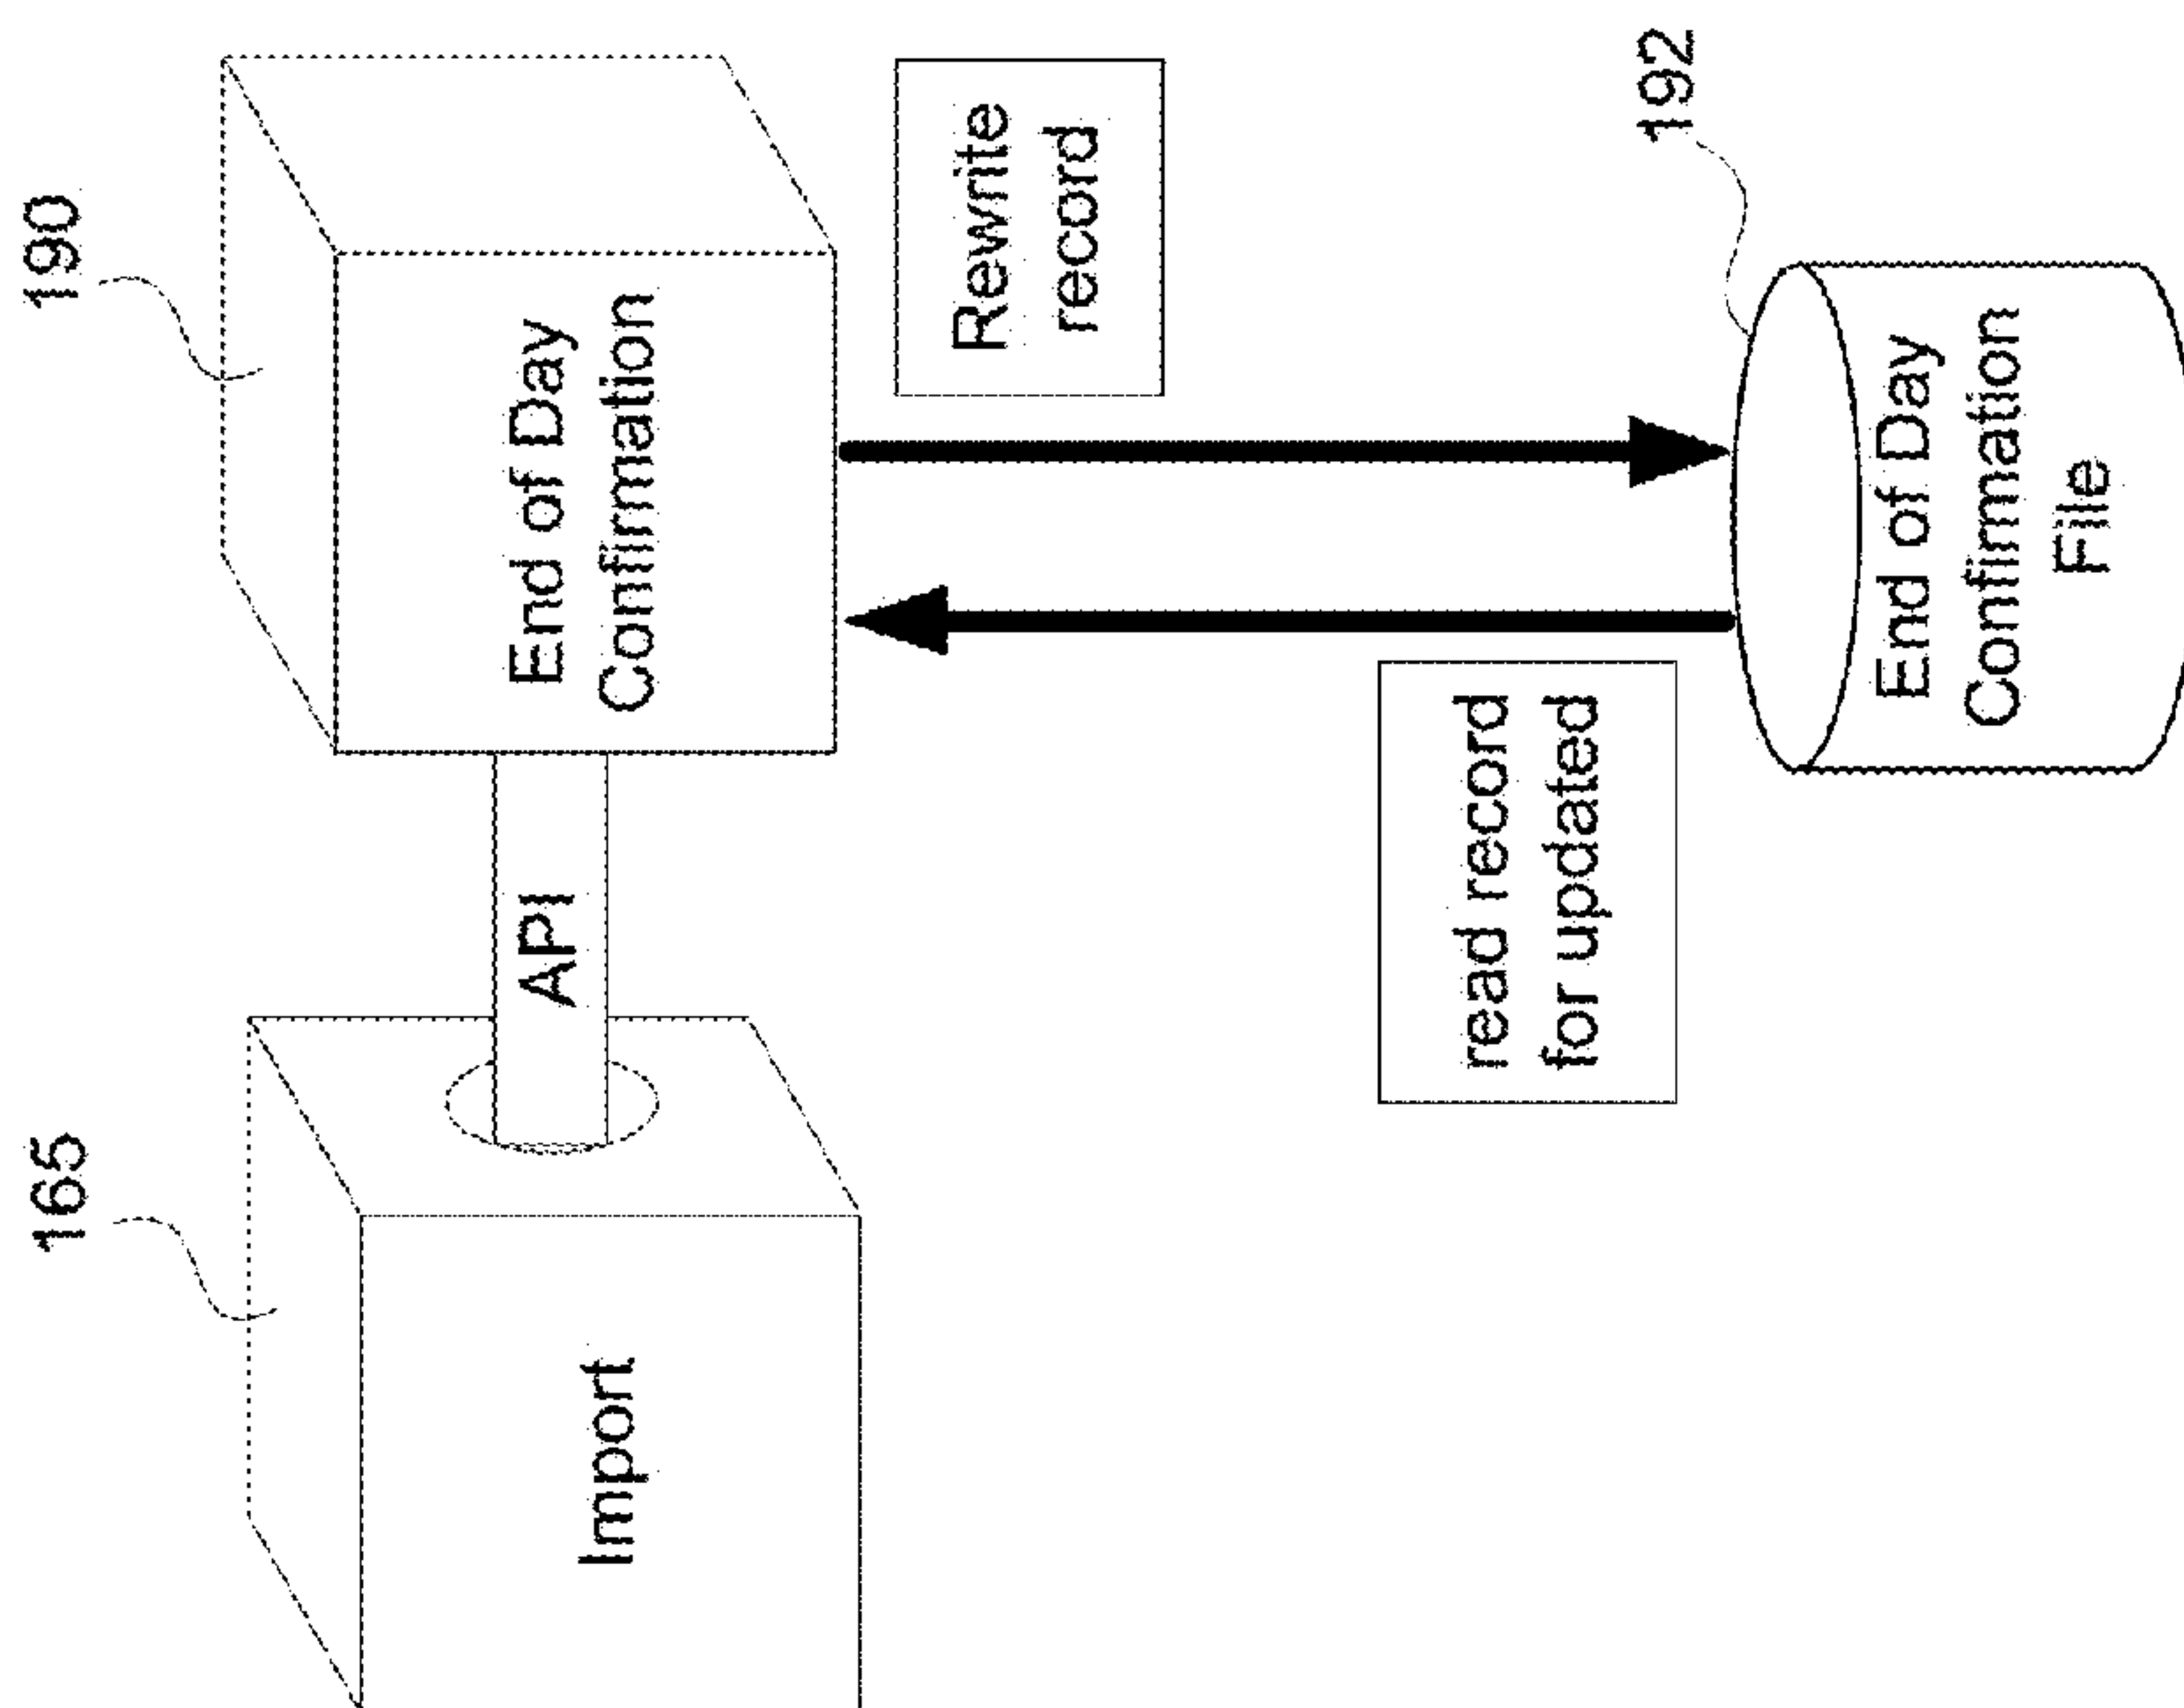 165
190
Import
API
End of Day
Confirmation
Rewrite
record
read record
for updated
192
End of Day
Confirmation
File